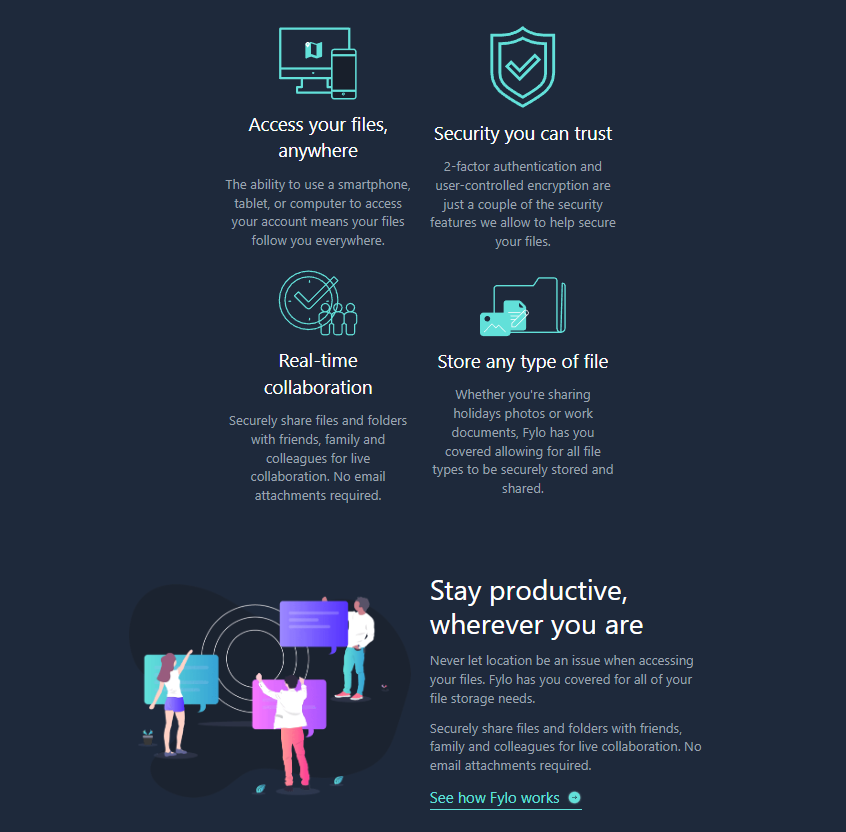 Access your files,
anywhere
The ability to use a smartphone,
tablet, or computer to access
your account means your files
follow you everywhere.
Security you can trust
2-factor authentication and
user-controlled encryption are
just a couple of the security
features we allow to help secure
your files.
Real-time
collaboration
Securely share files and folders
with friends, family and
colleagues for live
collaboration. No email
attachments required.
Store any type of file
Whether you're sharing
holidays photos or work
documents, Fylo has you
covered allowing for all file
types to be securely stored and
shared.
Stay productive,
wherever you are
Never let location be an issue when accessing
your files. Fylo has you covered for all of your
file storage needs.
Securely share files and folders with friends,
family and colleagues for live collaboration. No
email attachments required.
See how Fylo works